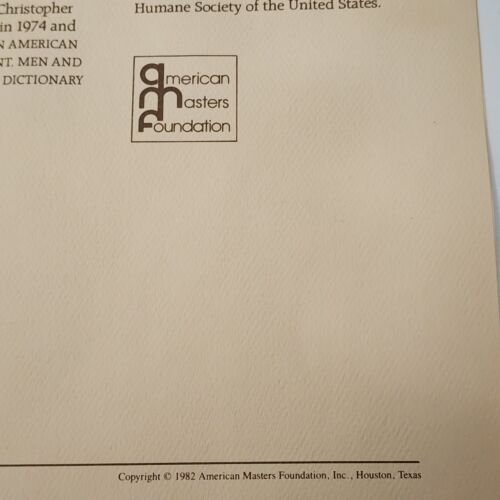 Christopher
in 1974 and
N AMERICAN
NT. MEN AND
DICTIONARY
Humane Society of the United States.
american
masters
foundation
Copyright © 1982 American Masters Foundation, Inc., Houston, Texas